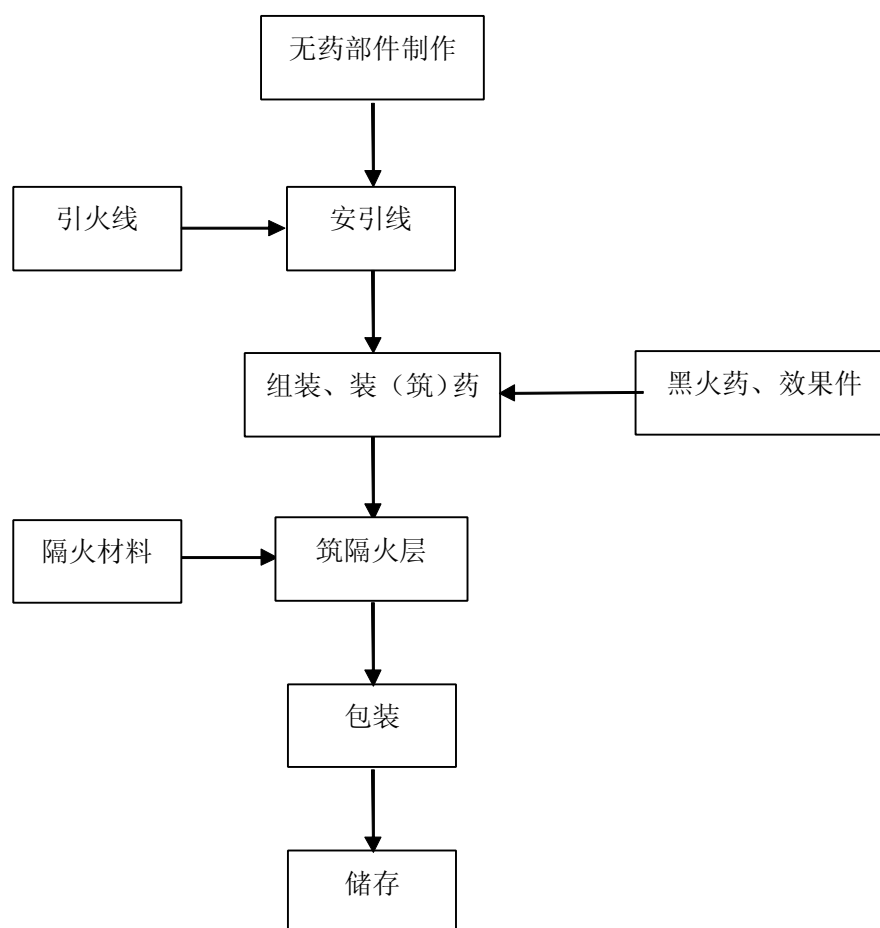 无药部件制作
引火线
安引线
组装、装（筑）药
黑火药、效果件
隔火材料
筑隔火层
包装
储存